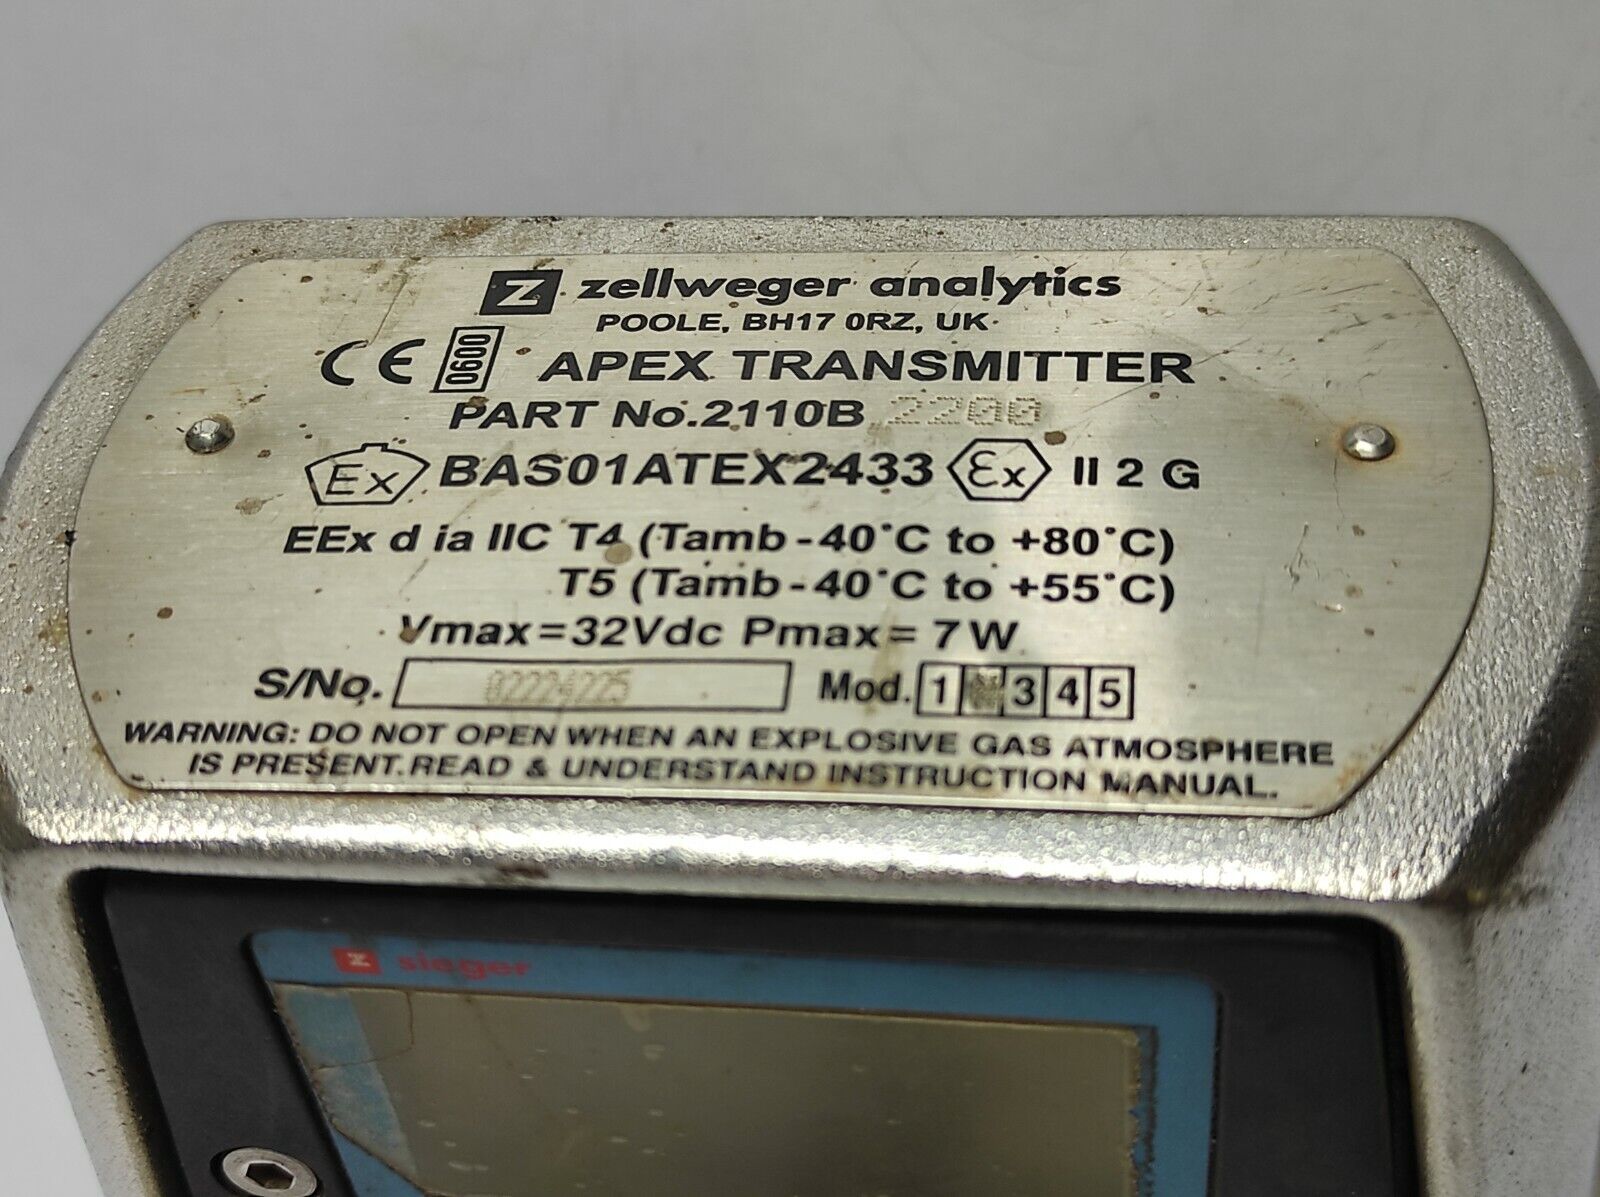 Z zellweger analytics
POOLE, BH17 0RZ, UK
CE 0600 APEX TRANSMITTER
PART No.2110B 2200
Ex BAS01ATEX2433 Ex II 2 G
EEx d ia IIC T4 (Tamb -40°C to +80°C)
T5 (Tamb -40°C to +55°C)
Vmax=32Vdc Pmax= 7W
S/No. 02224225 Mod. 1 3 4 5
WARNING: DO NOT OPEN WHEN AN EXPLOSIVE GAS ATMOSPHERE
IS PRESENT. READ & UNDERSTAND INSTRUCTION MANUAL.
Z sieger